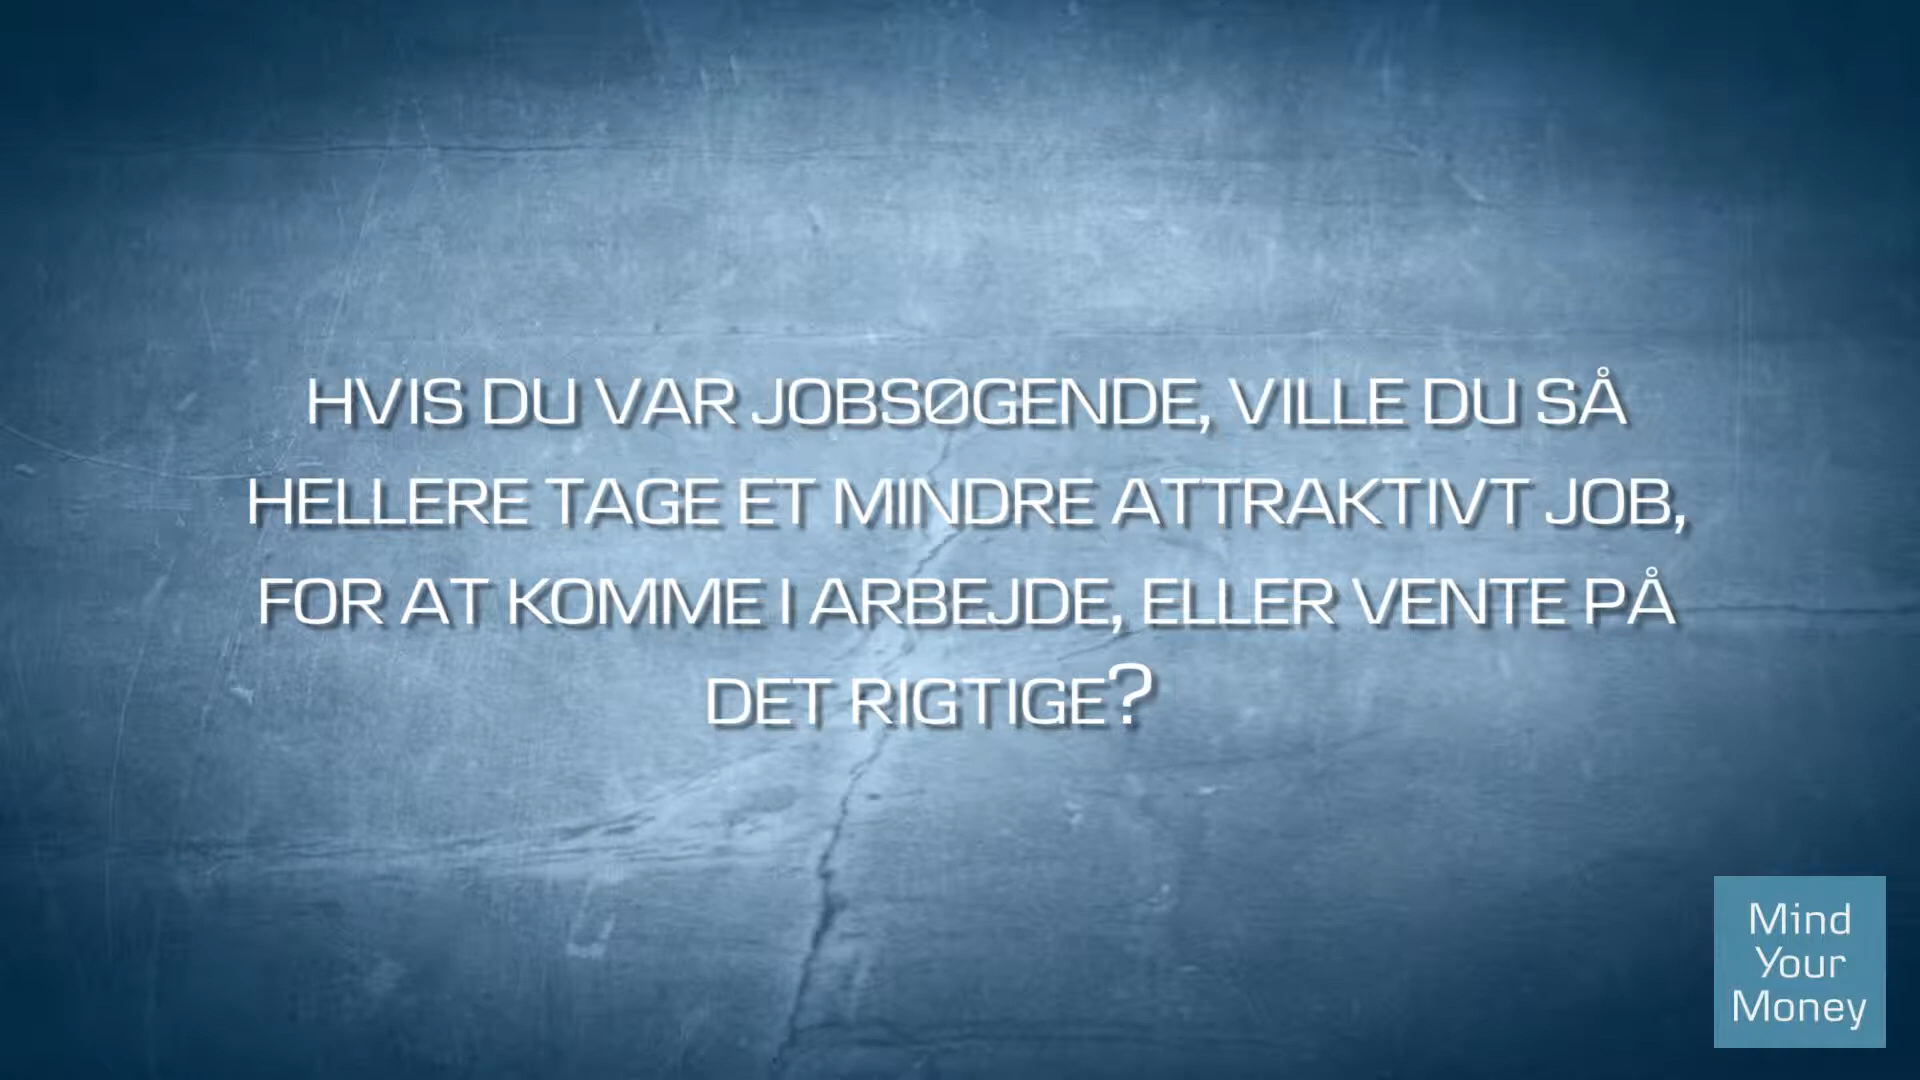 HVIS DU VAR JOBSØGENDE, VILLE DU SÅ
HELLERE TAGE ET MINDRE ATTRAKTIVT JOB,
FOR AT KOMME I ARBEJDE, ELLER VENTE PÅ
DET RIGTIGE?
Mind
Your
Money